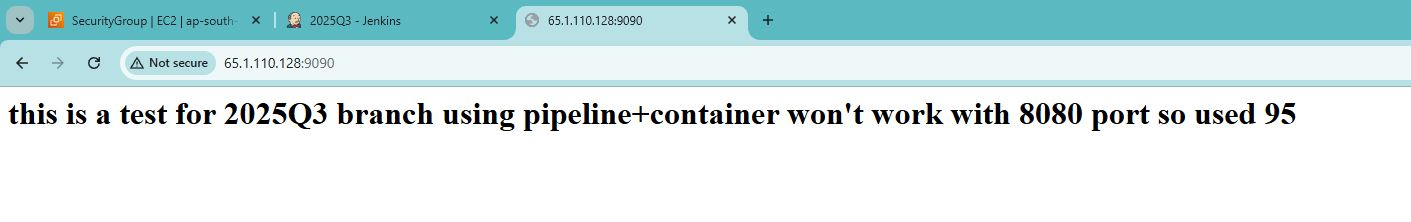 SecurityGroup | EC2 | ap-south-
2025Q3 - Jenkins
65.1.110.128:9090
Not secure
65.1.110.128:9090
this is a test for 2025Q3 branch using pipeline+container won't work with 8080 port so used 95